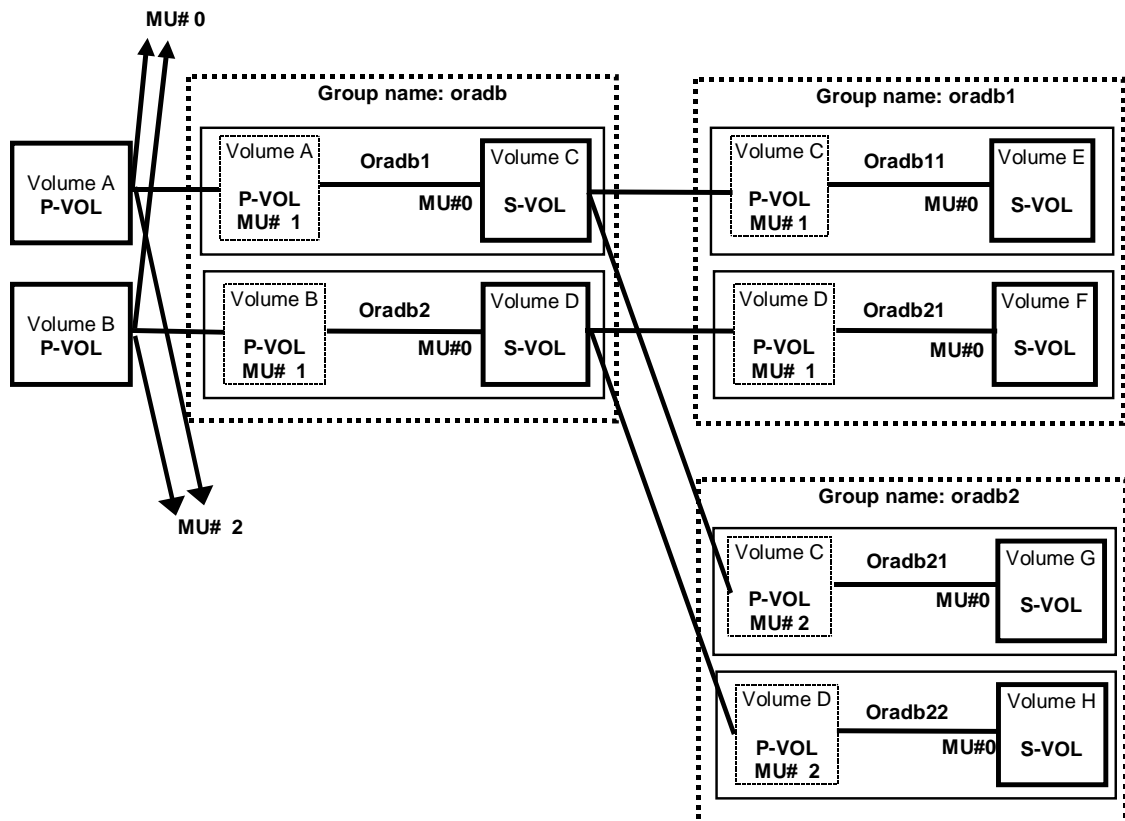 MU# 0
Group name: oradb
Group name: oradb1
Volume A
P-VOL
Volume A
P-VOL
MU# 1
Oradb1
MU#0
Volume C
S-VOL
Volume C
P-VOL
MU# 1
Oradb11
MU#0
Volume E
S-VOL
Volume B
P-VOL
Volume B
P-VOL
MU# 1
Oradb2
MU#0
Volume D
S-VOL
Volume D
P-VOL
MU# 1
Oradb21
MU#0
Volume F
S-VOL
MU# 2
Group name: oradb2
Volume C
P-VOL
MU# 2
Oradb21
MU#0
Volume G
S-VOL
Volume D
P-VOL
MU# 2
Oradb22
MU#0
Volume H
S-VOL